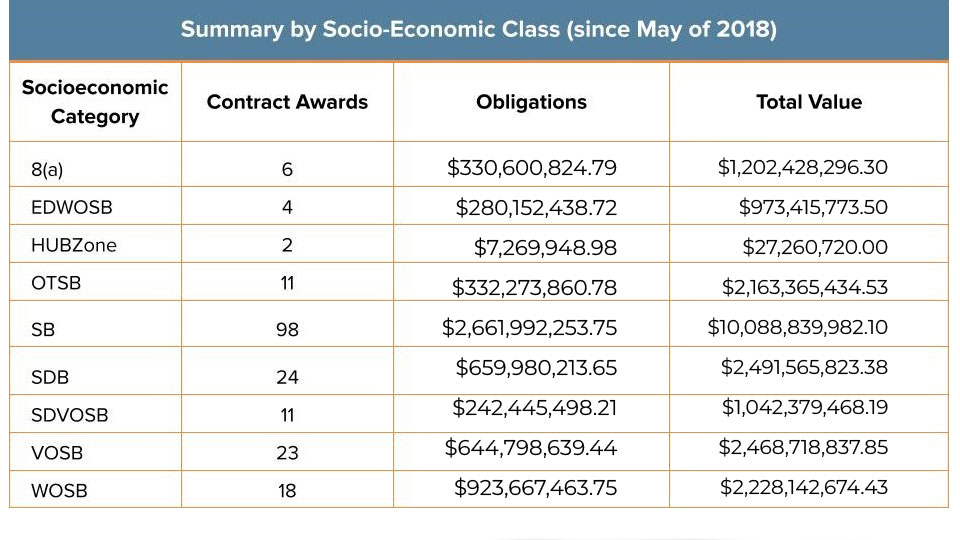 Summary by Socio-Economic Class (since May of 2018)
Socioeconomic Category Contract Awards Obligations Total Value
8(a) 6 $330,600,824.79 $1,202,428,296.30
EDWOSB 4 $280,152,438.72 $973,415,773.50
HUBZone 2 $7,269,948.98 $27,260,720.00
OTSB 11 $332,273,860.78 $2,163,365,434.53
SB 98 $2,661,992,253.75 $10,088,839,982.10
SDB 24 $659,980,213.65 $2,491,565,823.38
SDVOSB 11 $242,445,498.21 $1,042,379,468.19
VOSB 23 $644,798,639.44 $2,468,718,837.85
WOSB 18 $923,667,463.75 $2,228,142,674.43